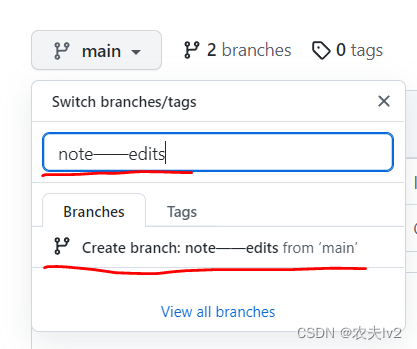 main 2 branches 0 tags
Switch branches/tags
note——edits
Branches Tags
Create branch: note——edits from ‘main’
View all branches
CSDN @农夫lv2